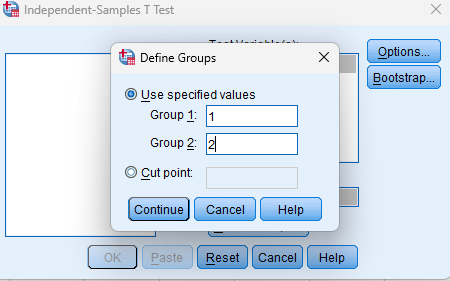 Independent-Samples T Test
Define Groups
Options...
Bootstrap...
Use specified values
Group 1: 1
Group 2: 2
Cut point:
Continue Cancel Help
OK Paste Reset Cancel Help